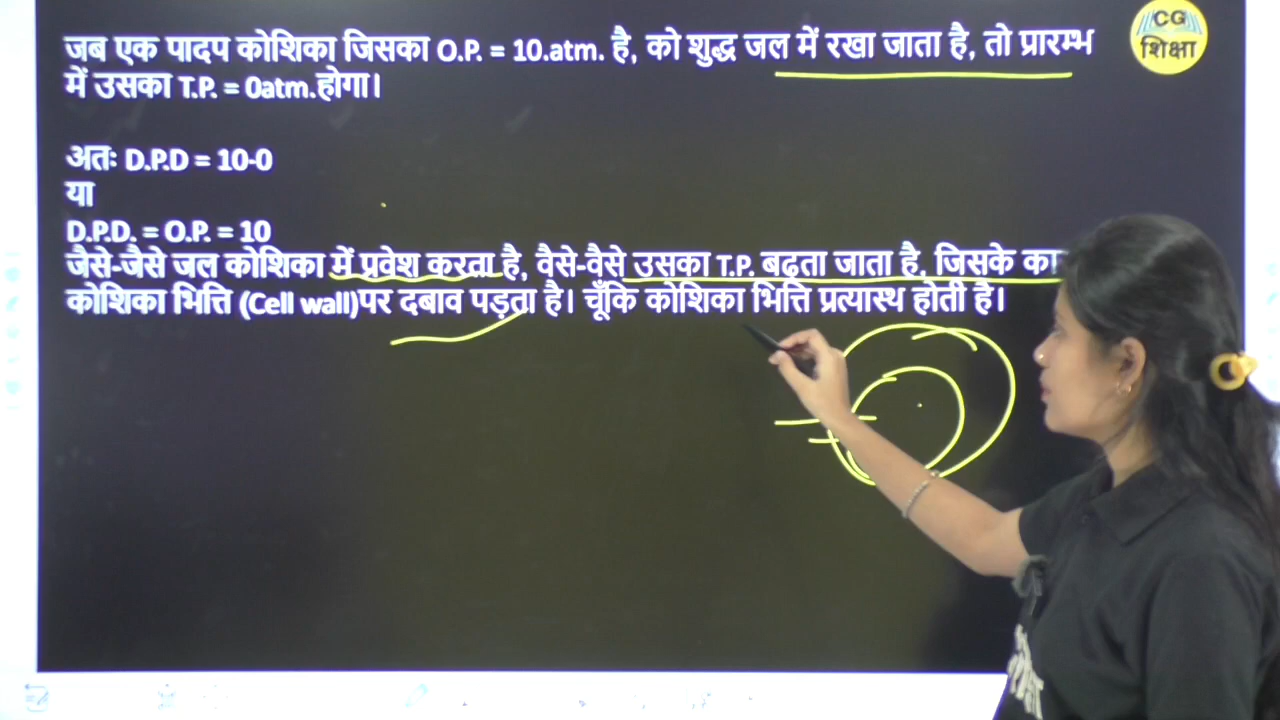 जब एक पादप कोशिका जिसका O.P. = 10.atm. है, को शुद्ध जल में रखा जाता है, तो प्रारम्भ
में उसका T.P. = 0atm.होगा।
अतः D.P.D = 10-0
या
D.P.D. = O.P. = 10
जैसे-जैसे जल कोशिका में प्रवेश करता है, वैसे-वैसे उसका T.P. बढ़ता जाता है, जिसके
कोशिका भित्ति (Cell wall)पर दबाव पड़ता है। चूँकि कोशिका भित्ति प्रत्यास्थ होती है।
CG
शिक्षा